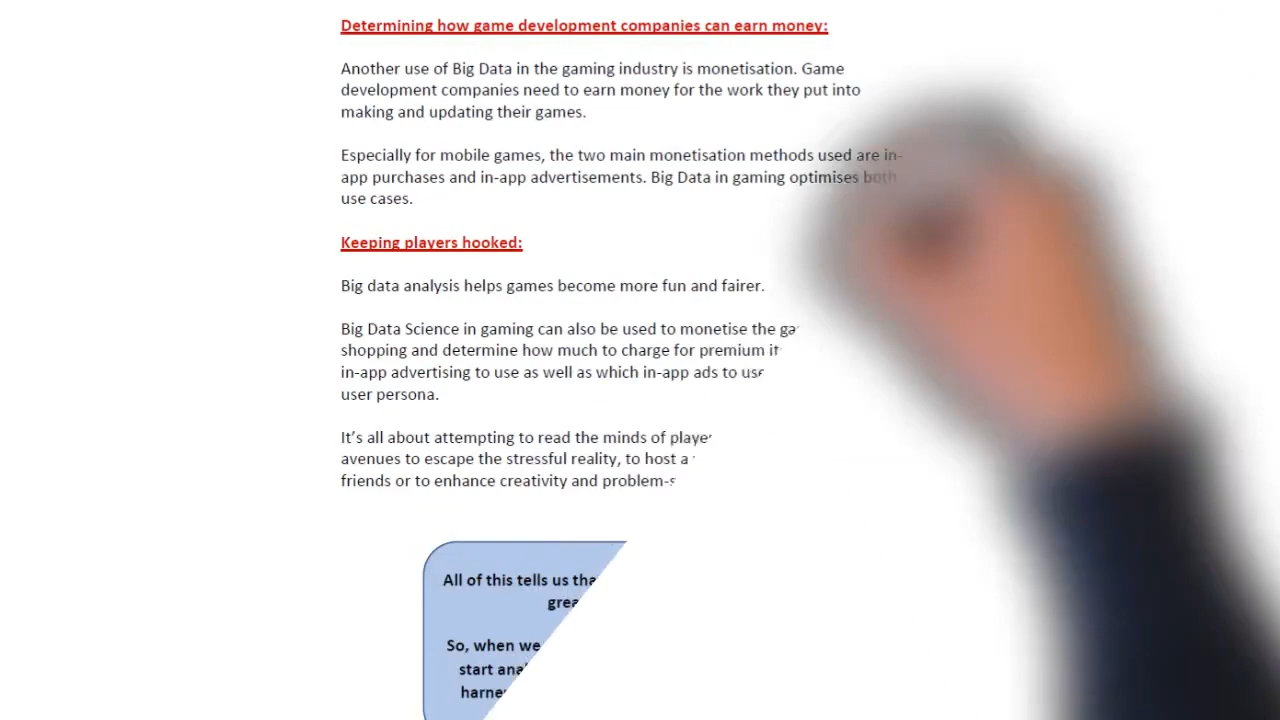 Determining how game development companies can earn money:
Another use of Big Data in the gaming industry is monetisation. Game
development companies need to earn money for the work they put into
making and updating their games.
Especially for mobile games, the two main monetisation methods used are in-
app purchases and in-app advertisements. Big Data in gaming optimises both
use cases.
Keeping players hooked:
Big data analysis helps games become more fun and fairer.
Big Data Science in gaming can also be used to monetise the
shopping and determine how much to charge for premium
in-app advertising to use as well as which in-app ads to
user persona.
It's all about attempting to read the minds of
avenues to escape the stressful reality, to host a
friends or to enhance creativity and
All of this tells us
So, when we
start